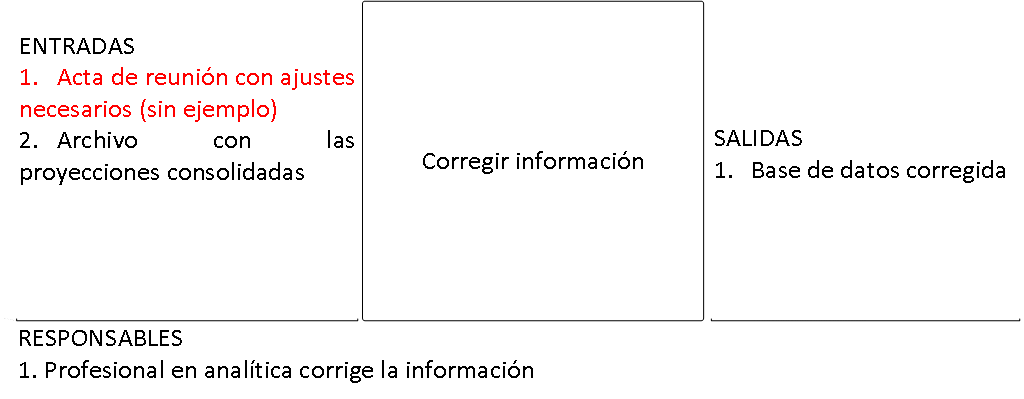 ENTRADAS
1. Acta de reunión con ajustes
necesarios (sin ejemplo)
2. Archivo con las
proyecciones consolidadas
Corregir información
SALIDAS
1. Base de datos corregida
RESPONSABLES
1. Profesional en analítica corrige la información